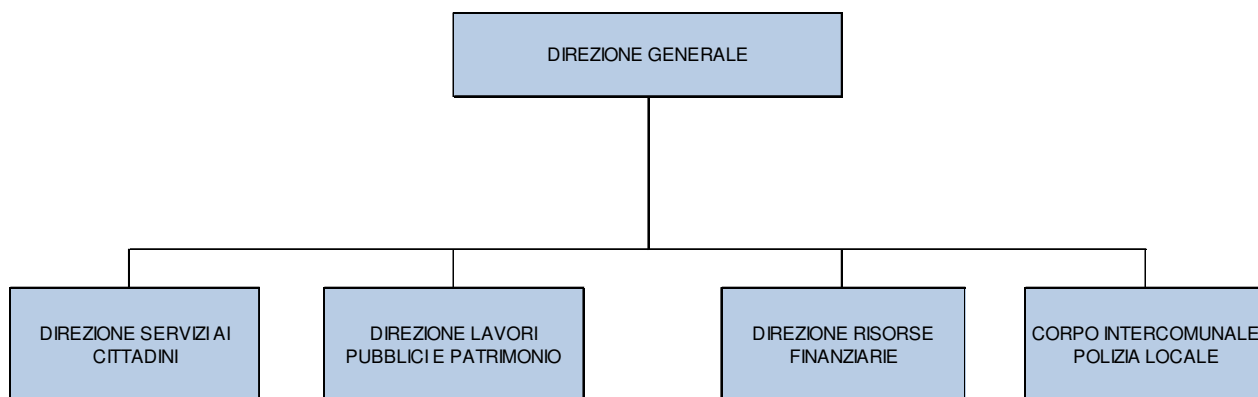 DIREZIONE GENERALE
DIREZIONE SERVIZI AI
CITTADINI
DIREZIONE LAVORI
PUBBLICI E PATRIMONIO
DIREZIONE RISORSE
FINANZIARIE
CORPO INTERCOMUNALE
POLIZIA LOCALE